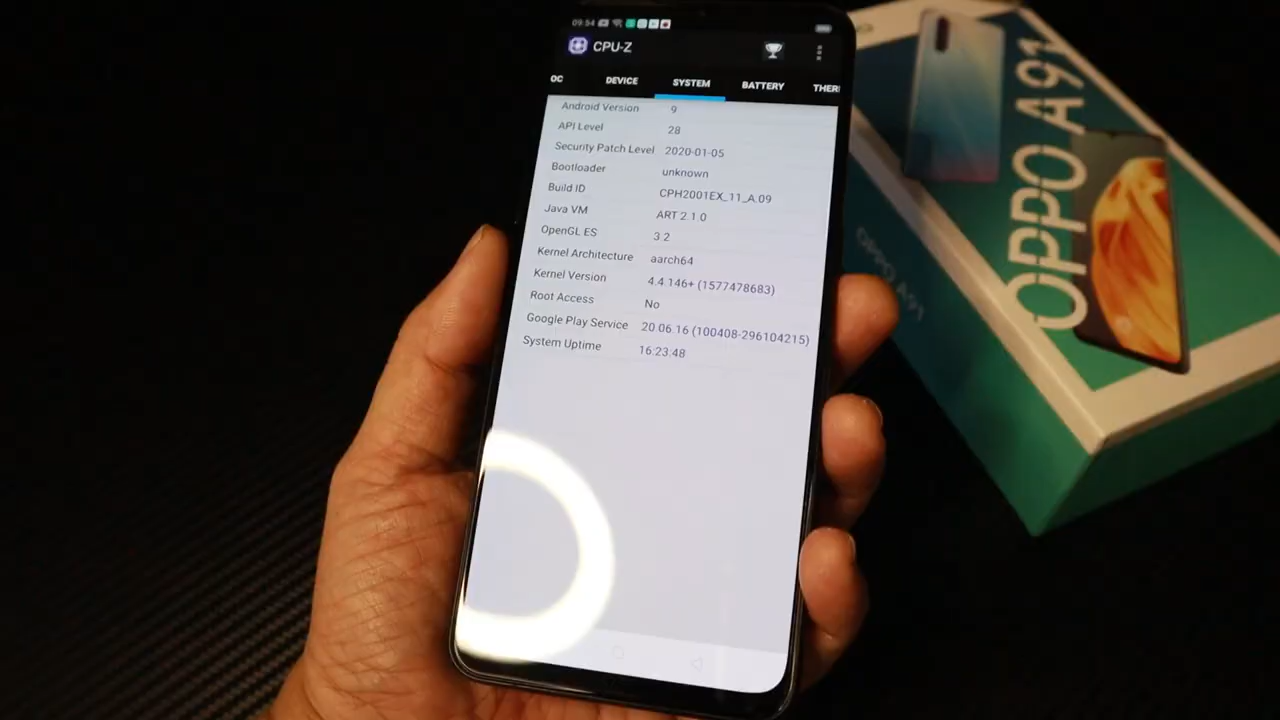 09:54
CPU-Z
OC DEVICE SYSTEM BATTERY THER
Android Version 9
API Level 28
Security Patch Level 2020-01-05
Bootloader unknown
Build ID CPH2001EX_11_A.09
Java VM ART 2.1.0
OpenGL ES 3.2
Kernel Architecture aarch64
Kernel Version 4.4.146+ (1577478683)
Root Access No
Google Play Service 20.06.16 (100408-296104215)
System Uptime 16:23:48
OPPO A91
OPPO A91